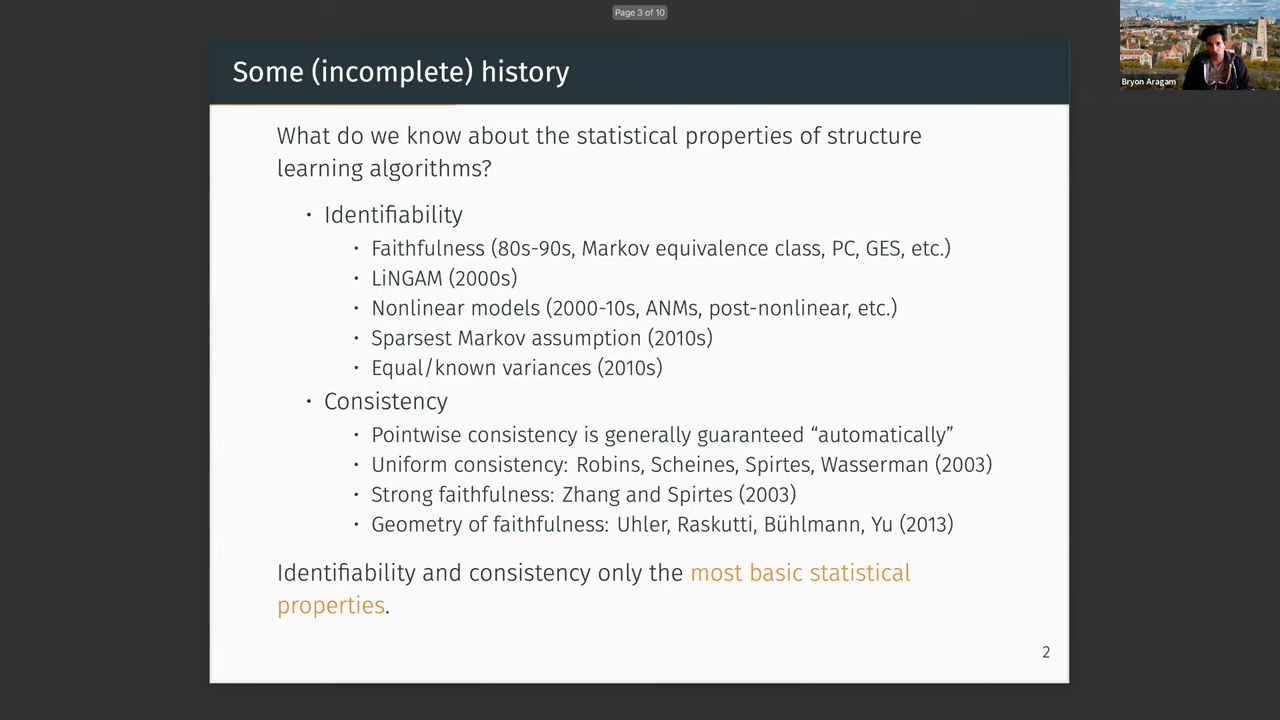 Page 3 of 10
Bryon Aragam
Some (incomplete) history
What do we know about the statistical properties of structure
learning algorithms?
• Identifiability
• Faithfulness (80s-90s, Markov equivalence class, PC, GES, etc.)
• LiNGAM (2000s)
• Nonlinear models (2000-10s, ANMs, post-nonlinear, etc.)
• Sparsest Markov assumption (2010s)
• Equal/known variances (2010s)
• Consistency
• Pointwise consistency is generally guaranteed “automatically”
• Uniform consistency: Robins, Scheines, Spirtes, Wasserman (2003)
• Strong faithfulness: Zhang and Spirtes (2003)
• Geometry of faithfulness: Uhler, Raskutti, Bühlmann, Yu (2013)
Identifiability and consistency only the most basic statistical
properties.
2